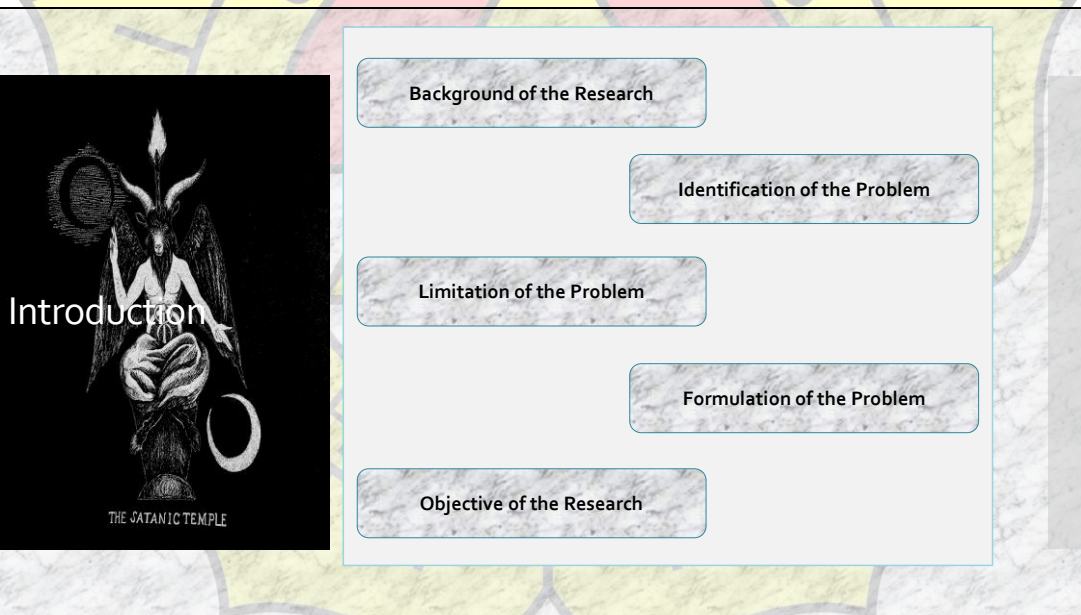 Background of the Research
Identification of the Problem
Limitation of the Problem
Introduction
Formulation of the Problem
Objective of the Research
THE SATANIC TEMPLE